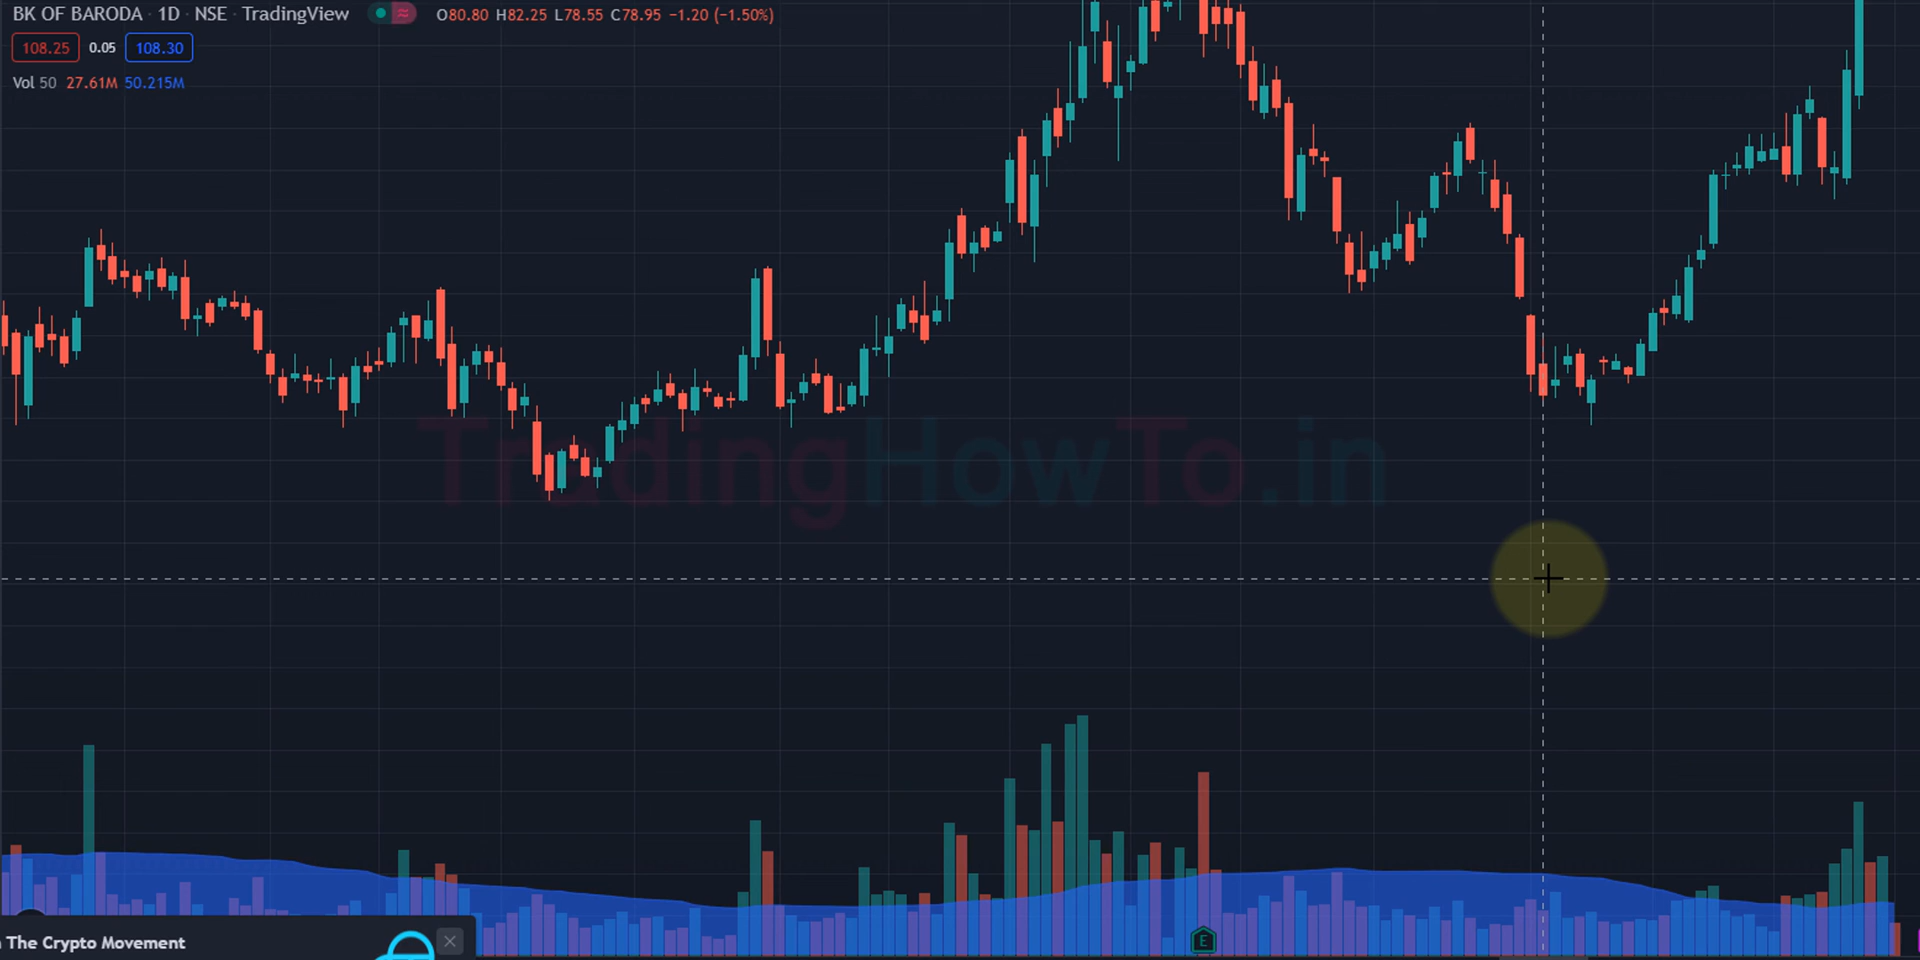 BK OF BARODA · 1D · NSE · TradingView
O80.80 H82.25 L78.55 C78.95 −1.20 (−1.50%)
108.25 0.05 108.30
Vol 50 27.61M 50.215M
TradingHowTo.in
E
The Crypto Movement